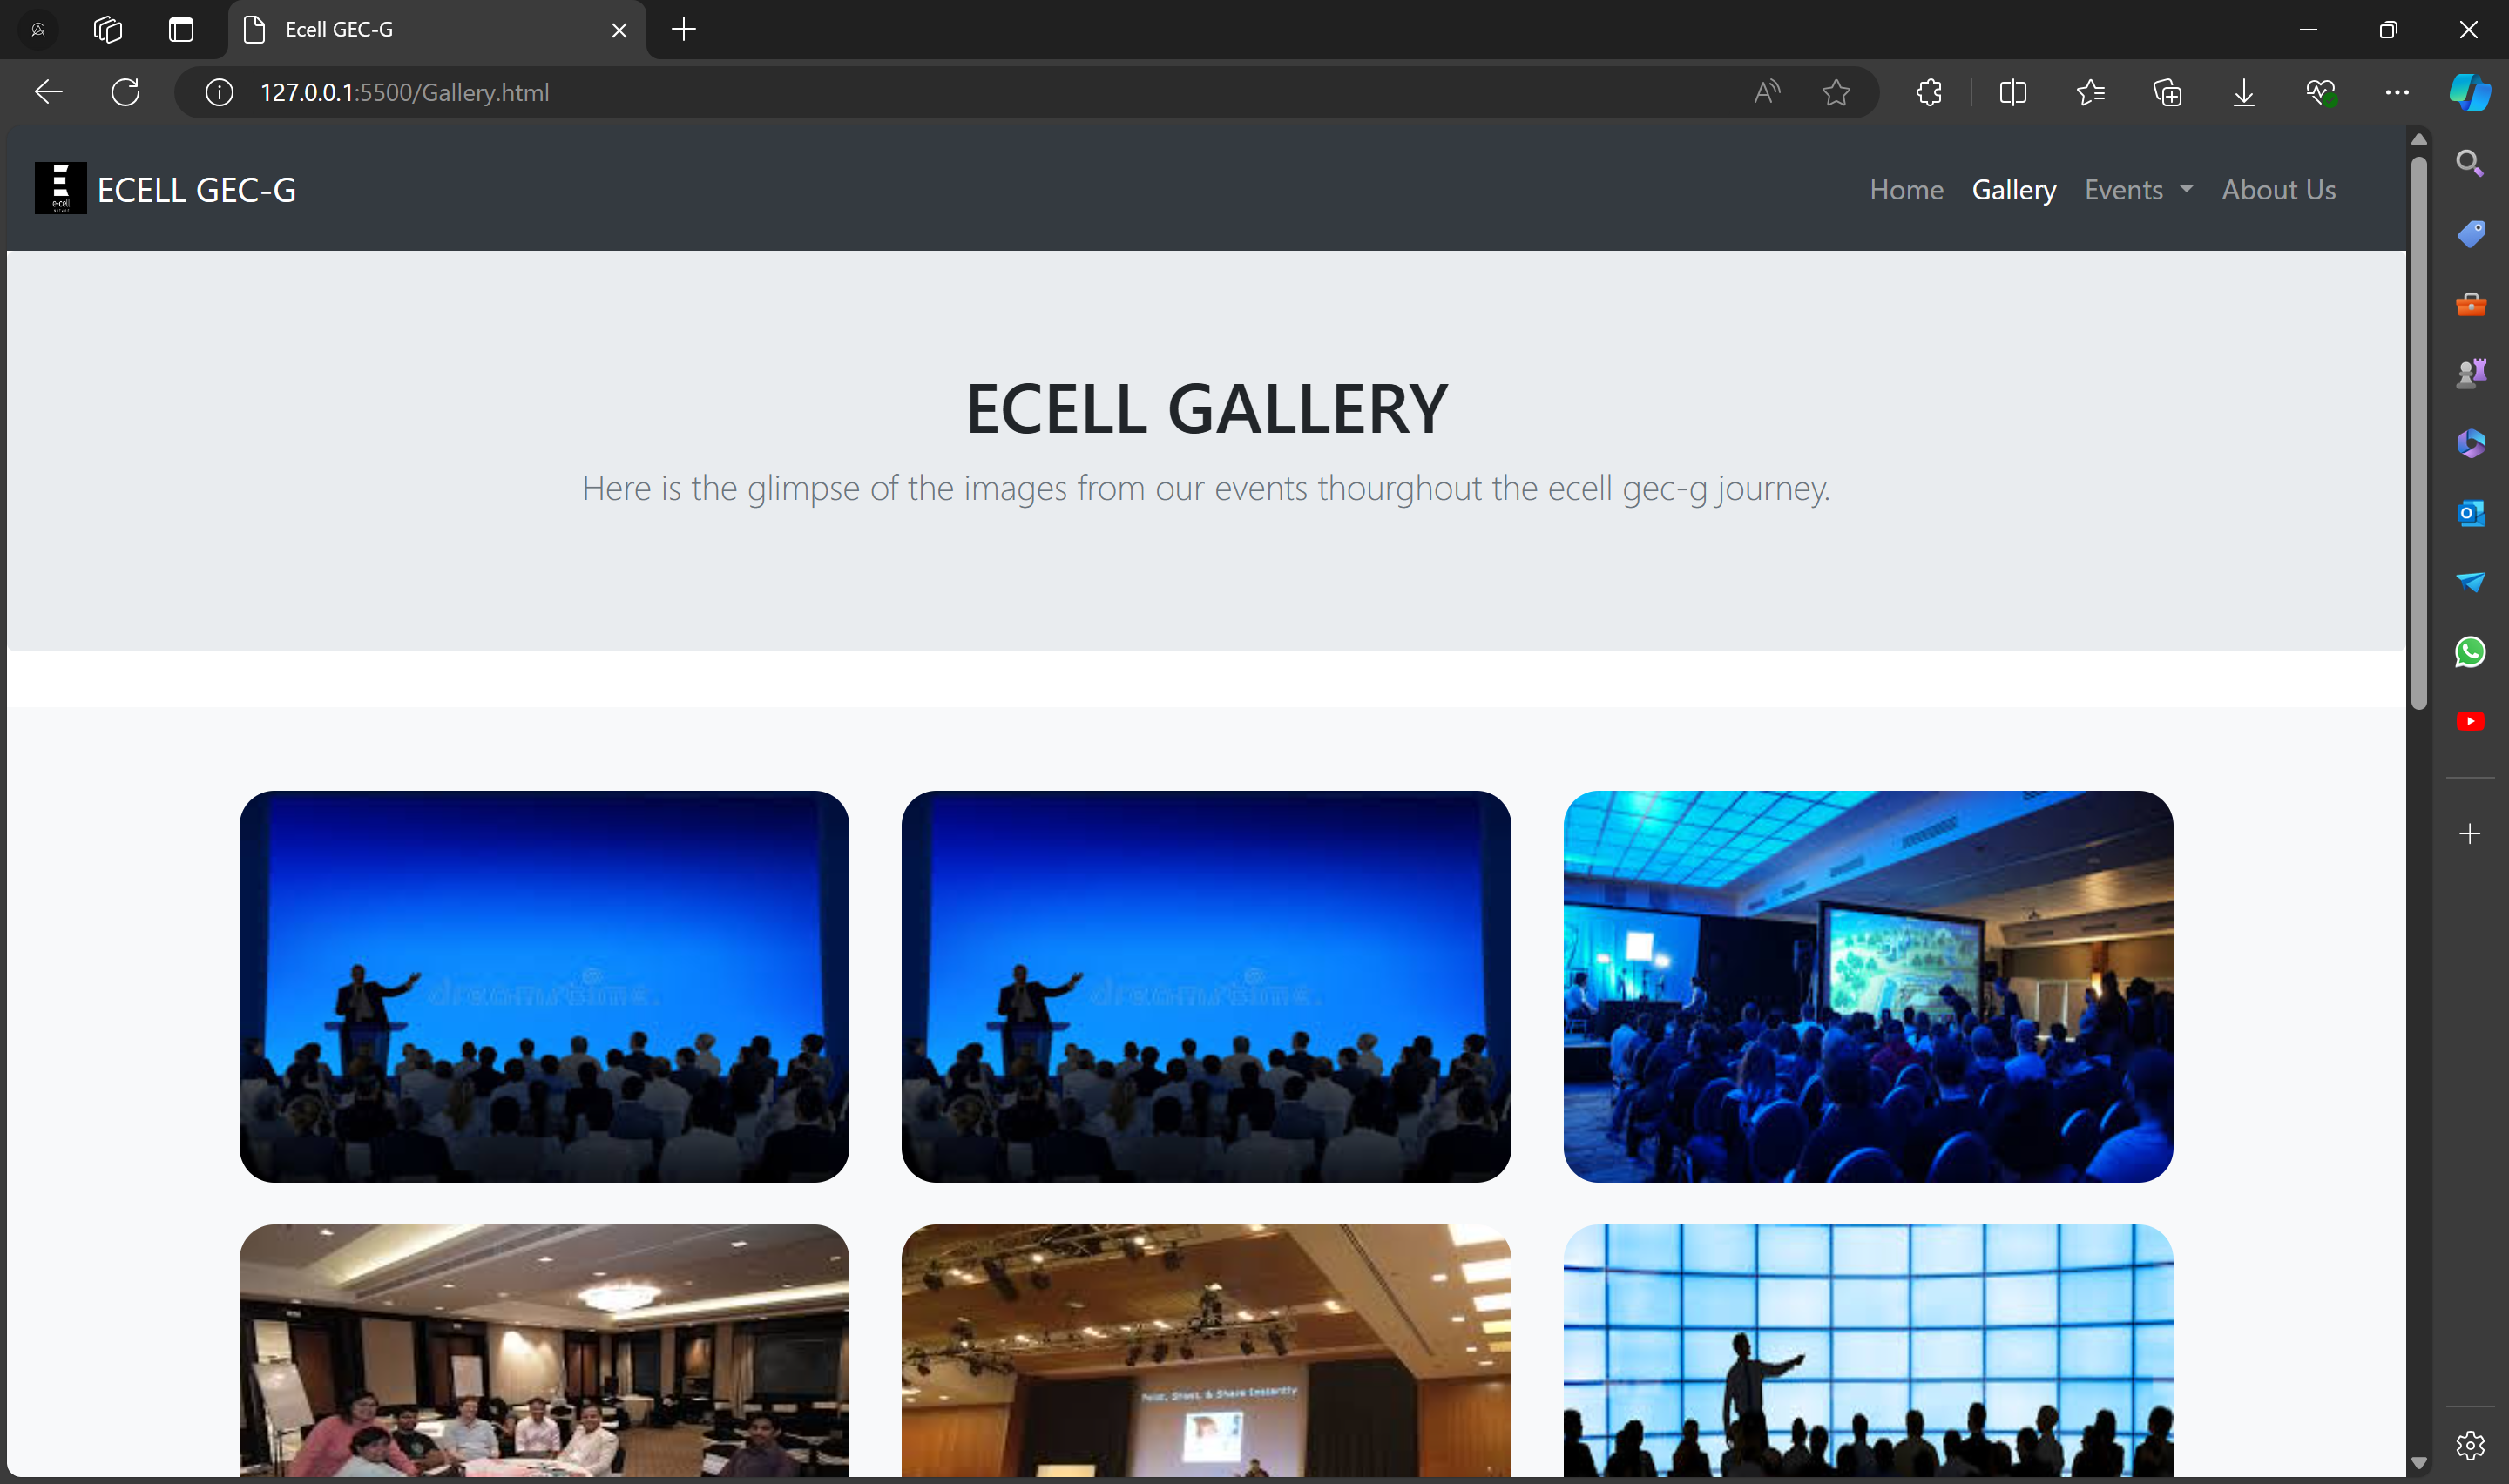 Ecell GEC-G
127.0.0.1:5500/Gallery.html
e-cell
ECELL GEC-G
Home Gallery Events About Us
ECELL GALLERY
Here is the glimpse of the images from our events thourghout the ecell gec-g journey.
dreamstime.
dreamstime.
Point, Shoot, & Share Instantly